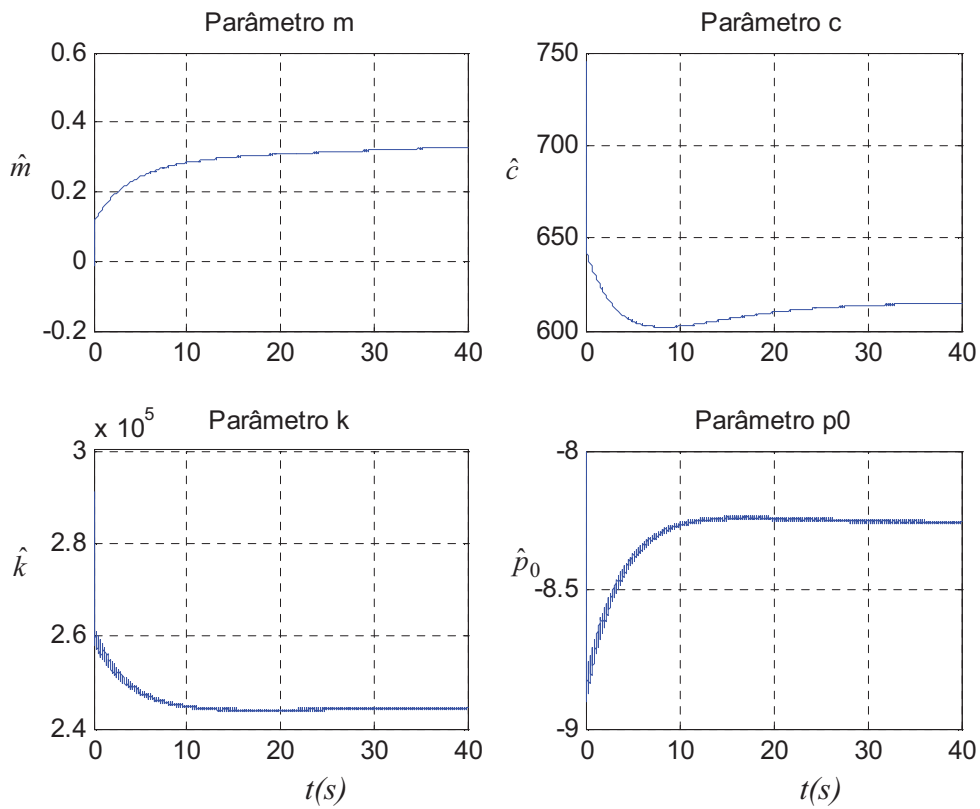 Parâmetro m
0.6
0.4
0.2
0
-0.2
m̂
0 10 20 30 40
Parâmetro c
750
700
650
600
ĉ
0 10 20 30 40
Parâmetro k
x 10⁵
3
2.8
2.6
2.4
k̂
0 10 20 30 40
t(s)
Parâmetro p0
-8
-8.5
-9
p̂₀
0 10 20 30 40
t(s)